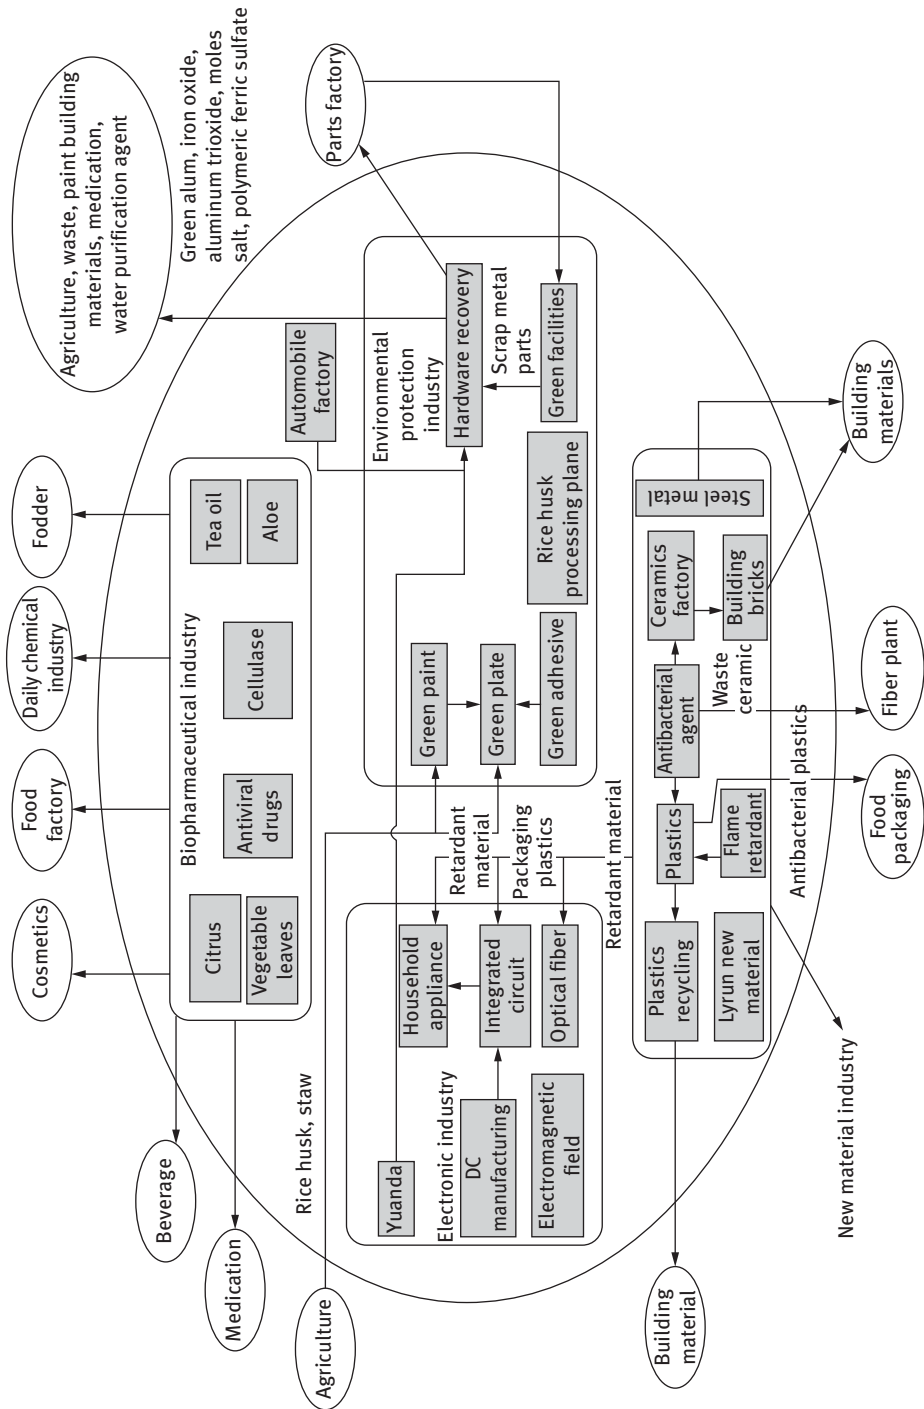 Beverage
Cosmetics
Food
factory
Daily chemical
industry
Fodder
Agriculture, waste, paint building
materials, medication,
water purification agent
Green alum, iron oxide,
aluminum trioxide, moles
salt, polymeric ferric sulfate
Medication
Biopharmaceutical industry
Citrus
Vegetable
leaves
Antiviral
drugs
Cellulase
Tea oil
Aloe
Automobile
factory
Parts factory
Agriculture
Rice husk, staw
Yuanda
Electronic industry
DC
manufacturing
Electromagnetic
field
Household
appliance
Integrated
circuit
Optical fiber
Retardant
material
Packaging
plastics
Retardant material
Environmental
protection
industry
Green paint
Green plate
Green adhesive
Hardware recovery
Scrap metal
parts
Green facilities
Rice husk
processing plane
Building
material
Plastics
recycling
Lyrun new
material
Plastics
Flame
retardant
Antibacterial
agent
Waste
ceramic
Ceramics
factory
Building
bricks
Steel metal
Antibacterial plastics
New material industry
Food
packaging
Fiber plant
Building
materials